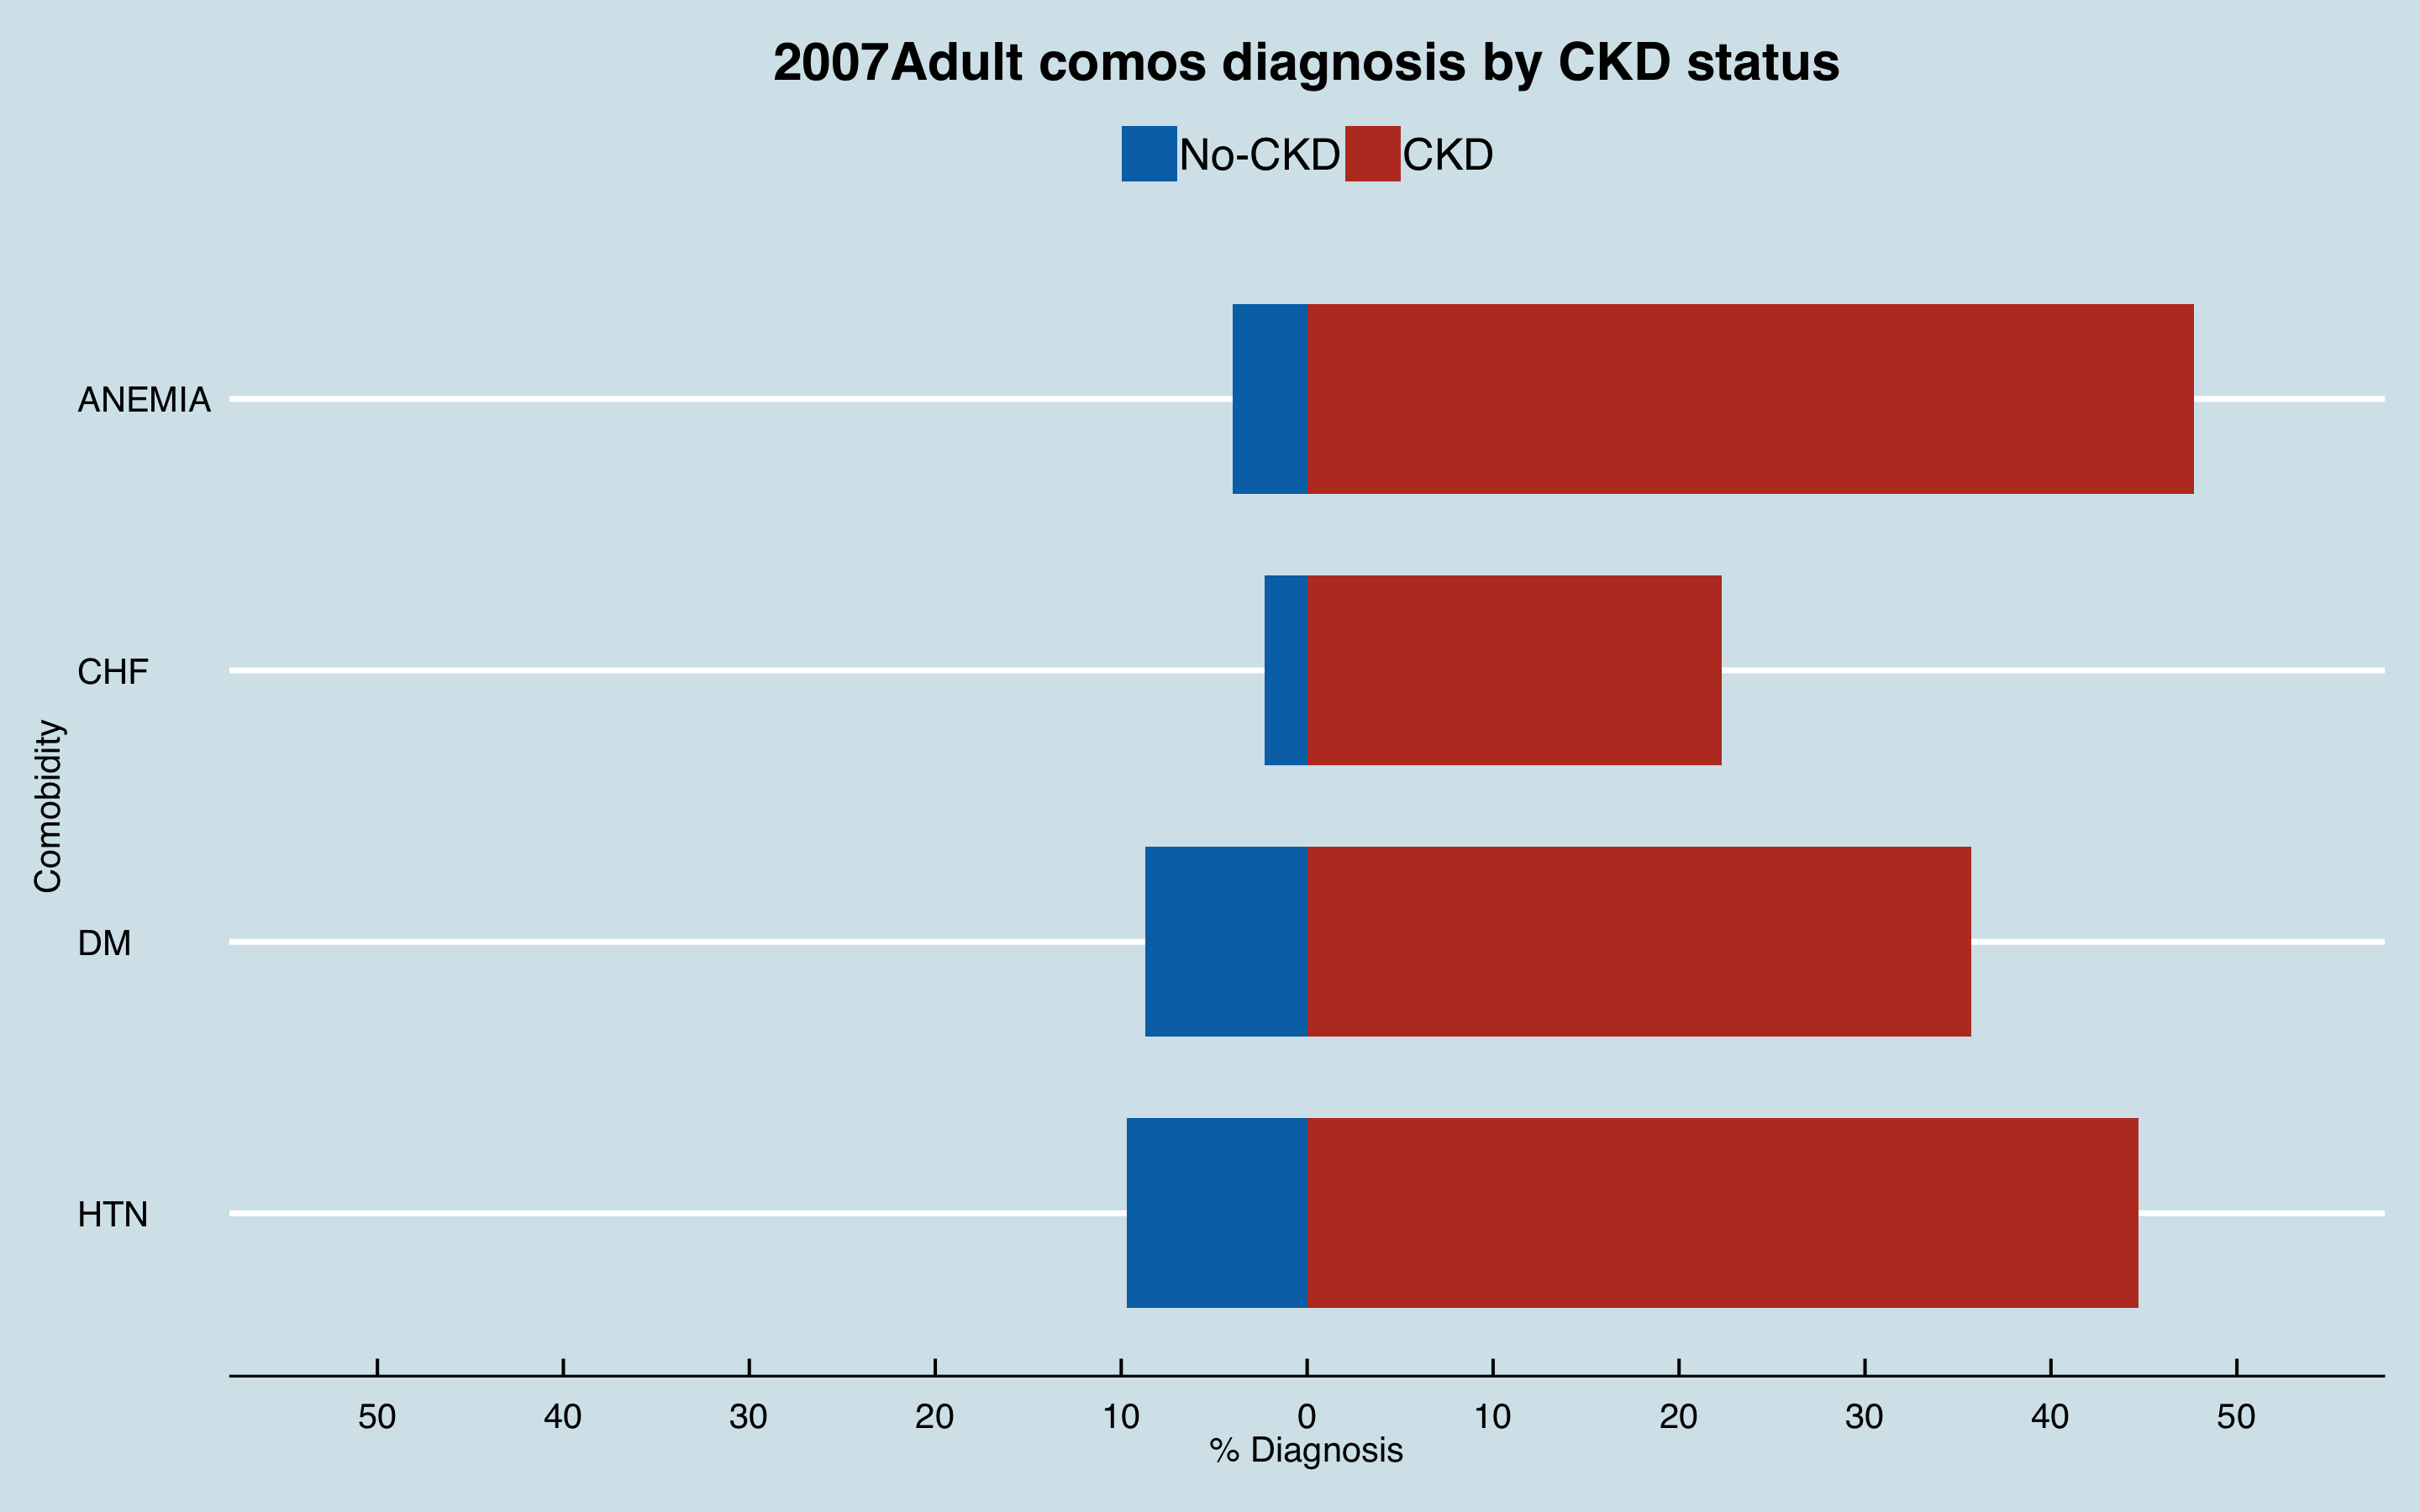 2007Adult comos diagnosis by CKD status
No-CKD CKD
ANEMIA
CHF
Comobidity
DM
HTN
50 40 30 20 10 0 10 20 30 40 50
% Diagnosis